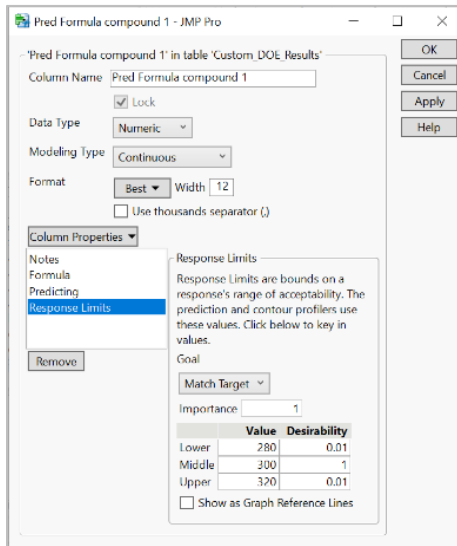 Pred Formula compound 1 - JMP Pro
'Pred Formula compound 1' in table 'Custom_DOE_Results'
OK
Column Name Pred Formula compound 1
Cancel
Lock
Apply
Data Type Numeric
Help
Modeling Type Continuous
Format Best Width 12
Use thousands separator (,)
Column Properties
Notes
Formula
Predicting
Response Limits
Remove
Response Limits
Response Limits are bounds on a
response's range of acceptability. The
prediction and contour profilers use
these values. Click below to key in
values.
Goal
Match Target
Importance 1
Value Desirability
Lower 280 0.01
Middle 300 1
Upper 320 0.01
Show as Graph Reference Lines